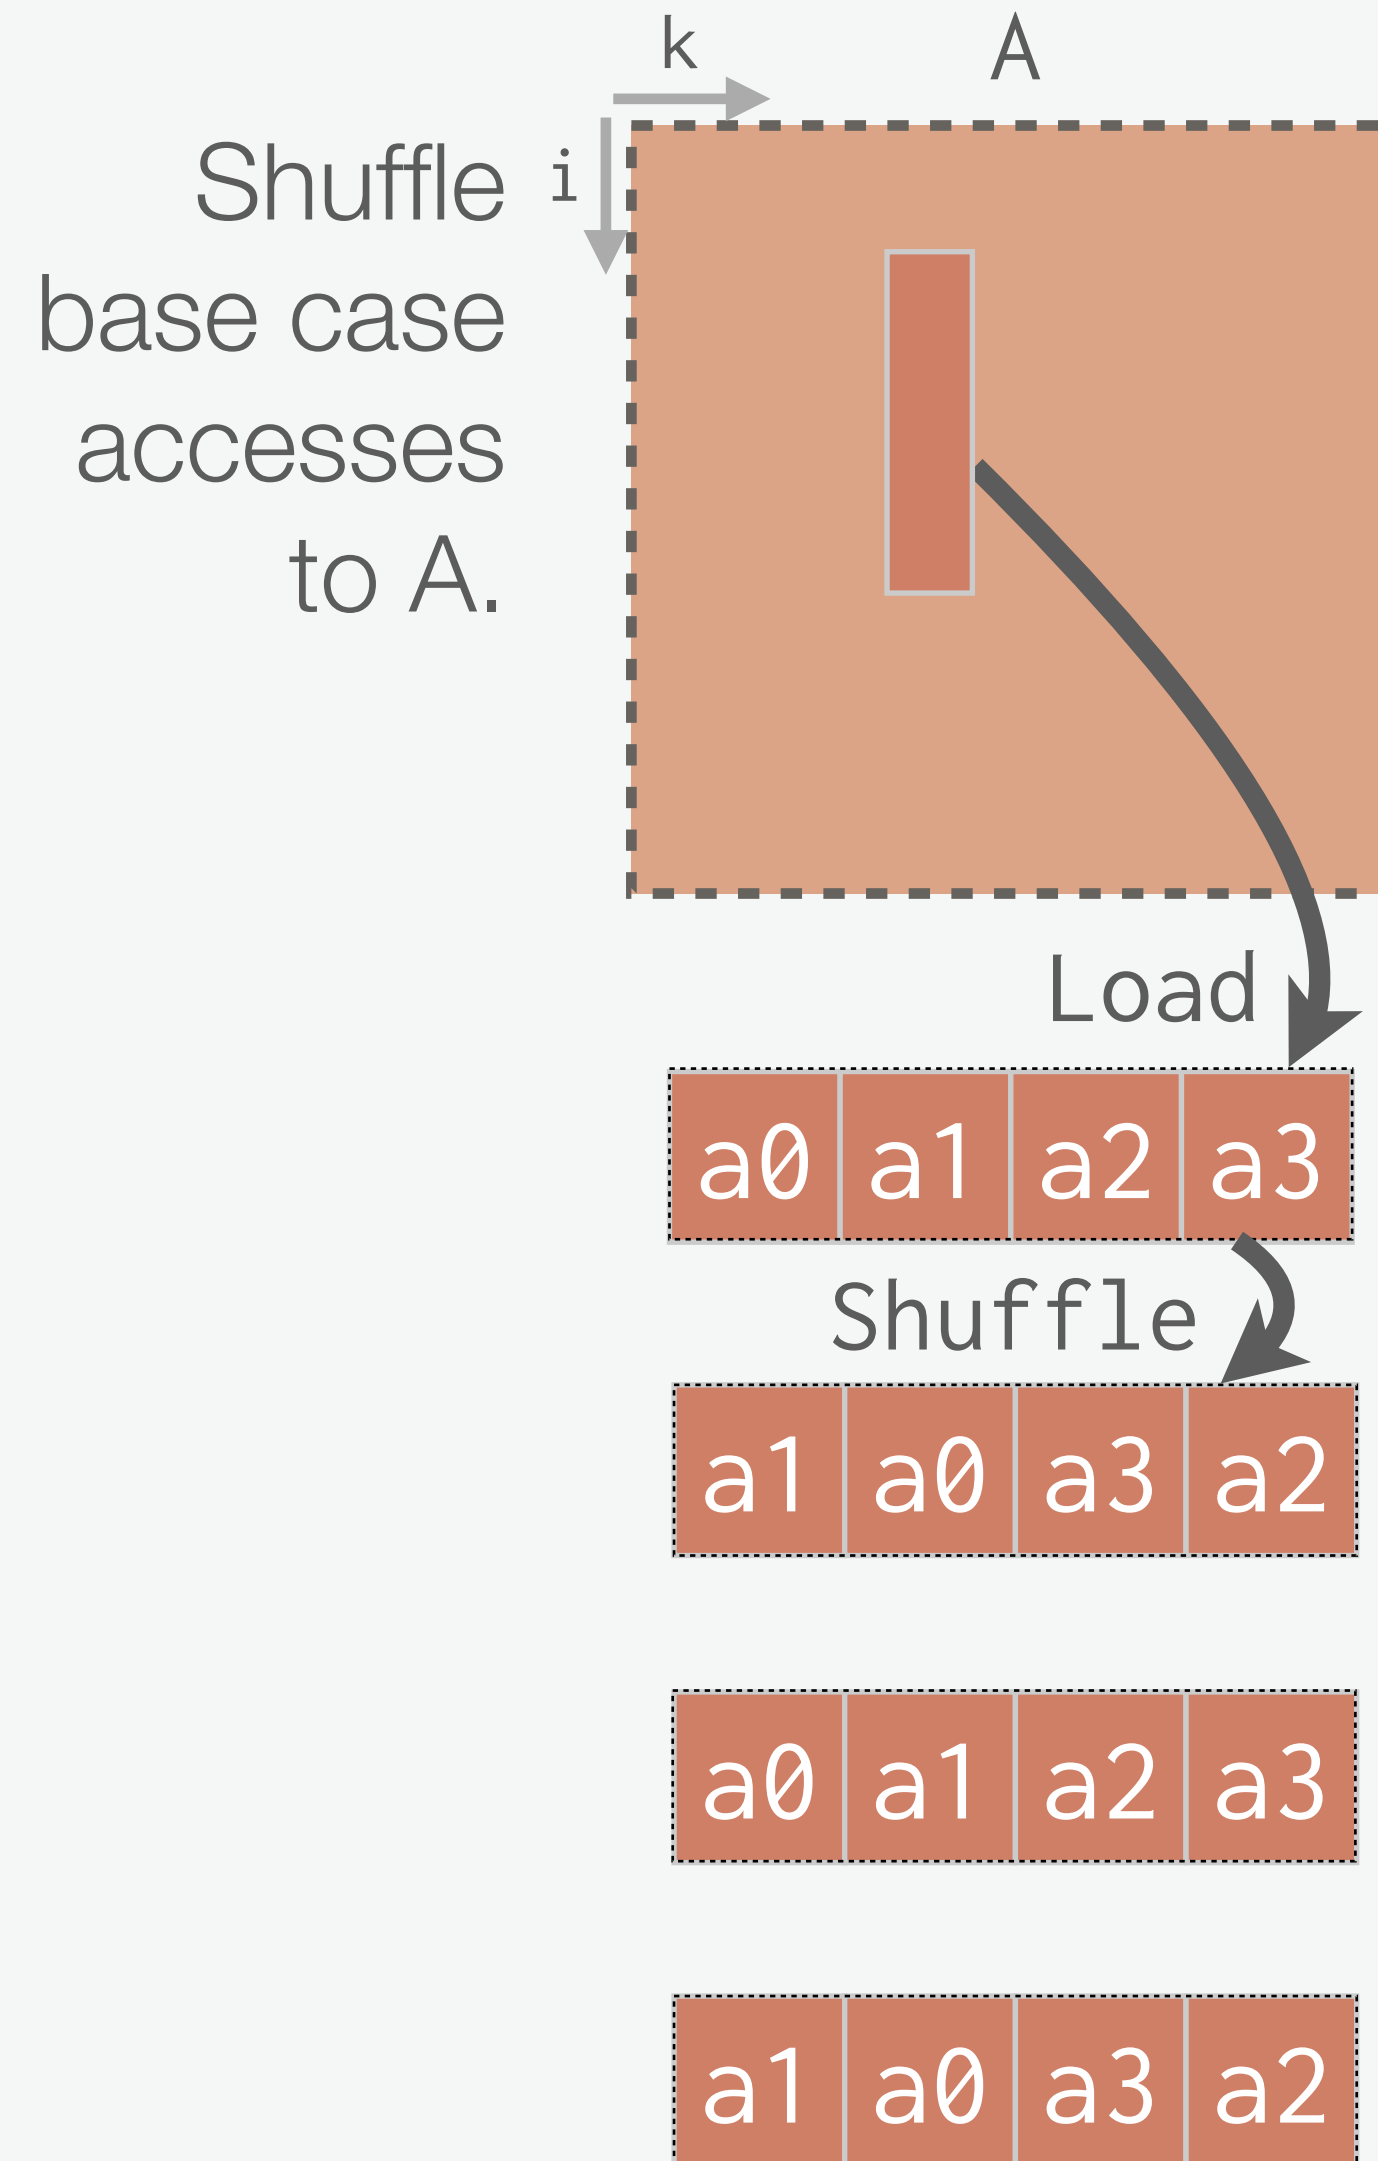 k
A
i
Shuffle
base case
accesses
to A.
Load
a0 a1 a2 a3
Shuffle
a1 a0 a3 a2
a0 a1 a2 a3
a1 a0 a3 a2